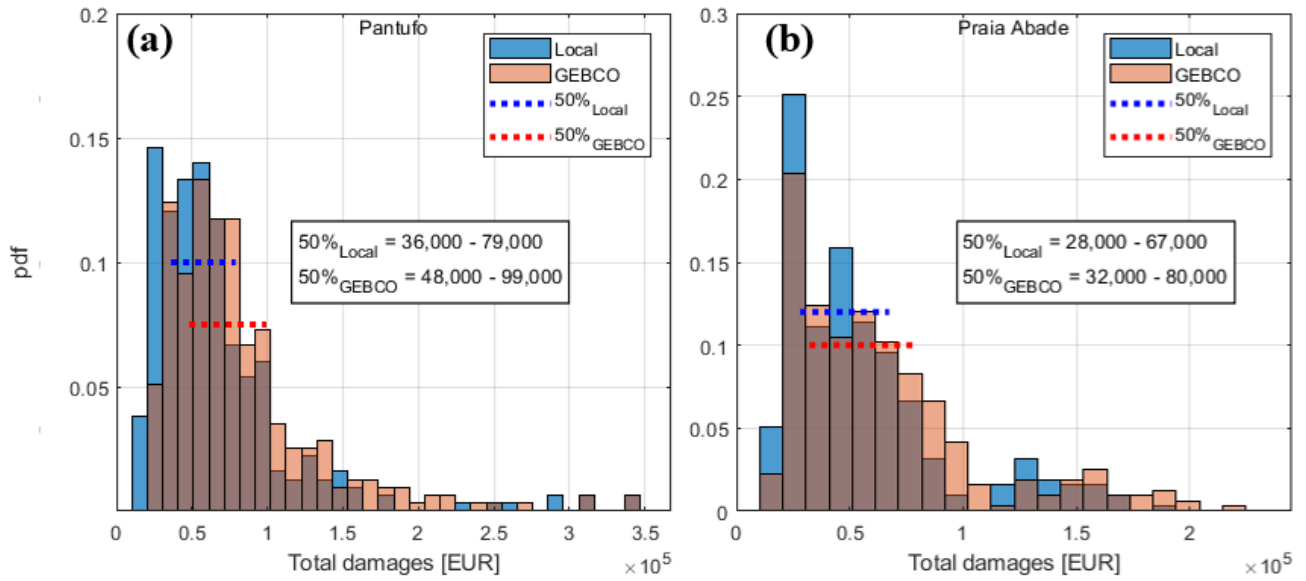 (a)
Pantufo
Local
GEBCO
50%Local
50%GEBCO
50%Local = 36,000 - 79,000
50%GEBCO = 48,000 - 99,000
0.2
0.15
0.1
0.05
pdf
0 0.5 1 1.5 2 2.5 3 3.5
Total damages [EUR] ×10^5
(b)
Praia Abade
Local
GEBCO
50%Local
50%GEBCO
50%Local = 28,000 - 67,000
50%GEBCO = 32,000 - 80,000
0.3
0.25
0.2
0.15
0.1
0.05
0
0 0.5 1 1.5 2
Total damages [EUR] ×10^5